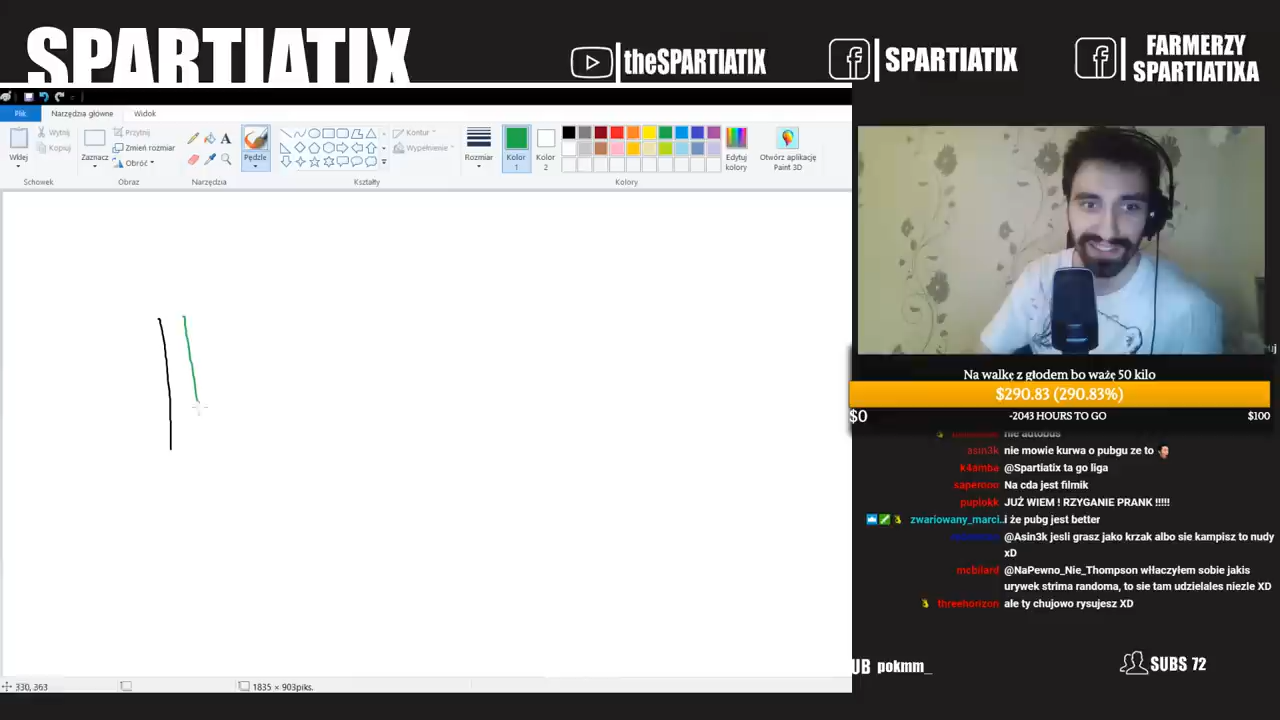 SPARTIATIX
theSPARTIATIX
SPARTIATIX
FARMERZY
SPARTIATIXA
Plik
Narzędzia główne
Widok
Wklej
Wytnij
Kopiuj
Schowek
Zaznacz
Przytnij
Zmień rozmiar
Obróć
Obraz
A
Narzędzia
Pędzle
Kontur
Wypełnienie
Kształty
Rozmiar
Kolor
1
Kolor
2
Edytuj
kolory
Kolory
Otwórz aplikację
Paint 3D
Na walkę z głodem bo ważę 50 kilo
$290.83 (290.83%)
$0
-2043 HOURS TO GO
$100
nie autobus
asin3k nie mowie kurwa o pubgu ze to
k4amba @Spartiatix ta go liga
saperooo Na cda jest filmik
puplokk JUŻ WIEM ! RZYGANIE PRANK !!!!!
zwariowany_marci.. i że pubg jest better
@Asin3k jesli grasz jako krzak albo sie kampisz to nudy
xD
mcbilard @NaPewno_Nie_Thompson włłaczyłem sobie jakis
urywek strima randoma, to sie tam udzielales niezle XD
threehorizon ale ty chujowo rysujesz XD
UB pokmm_
SUBS 72
330, 363
1835 × 903piks.